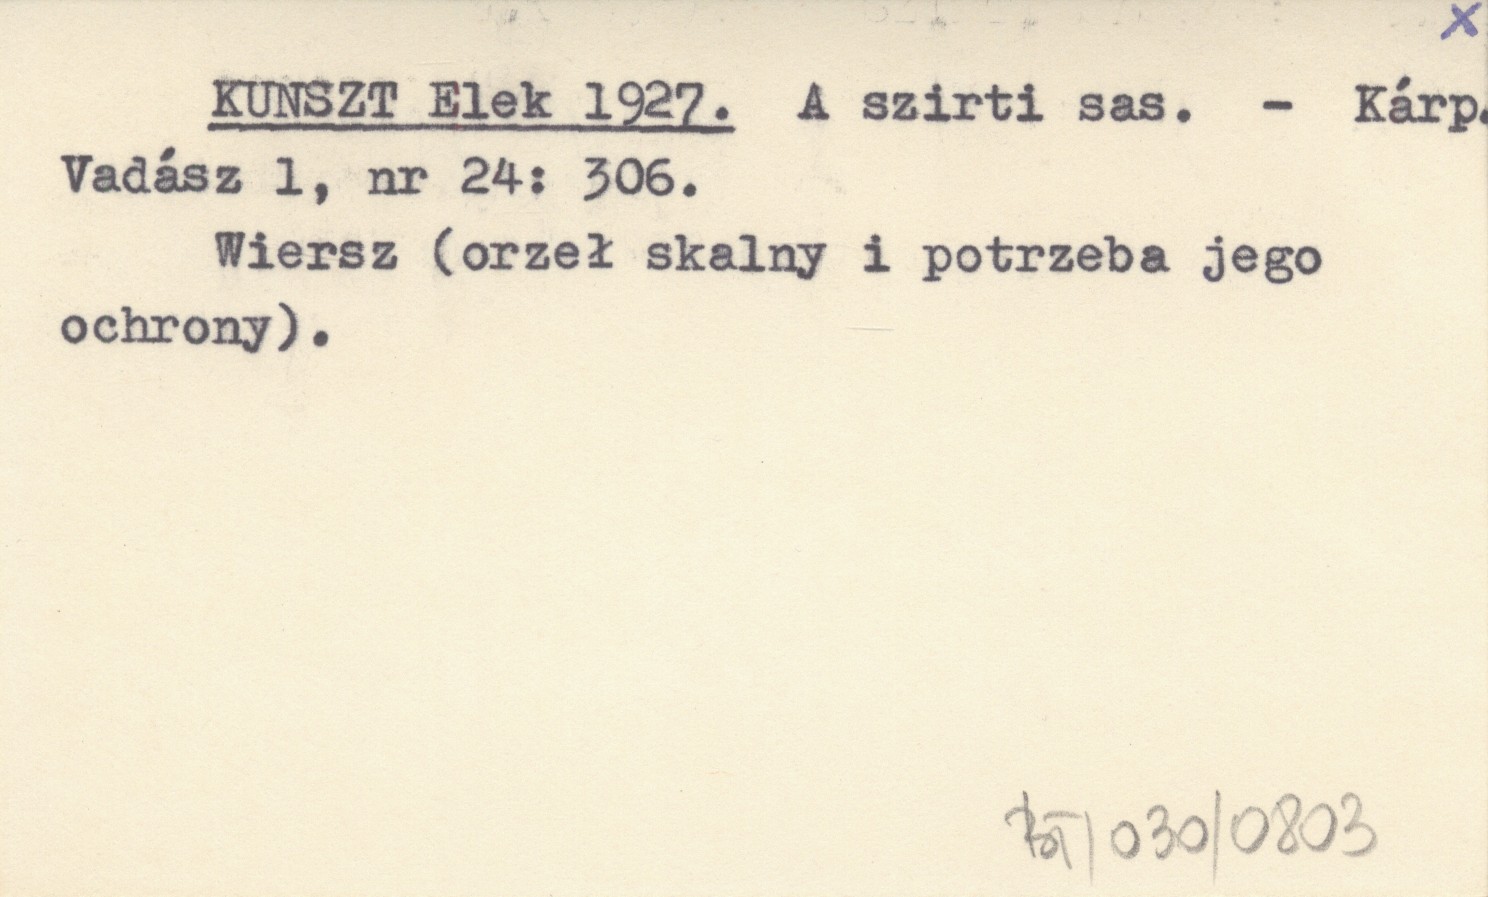 x
KUNSZT Elek 1927. A szirti sas. - Kárp.
Vadász 1, nr 24: 306.
Wiersz (orzeł skalny i potrzeba jego
ochrony).
BT/030/0803